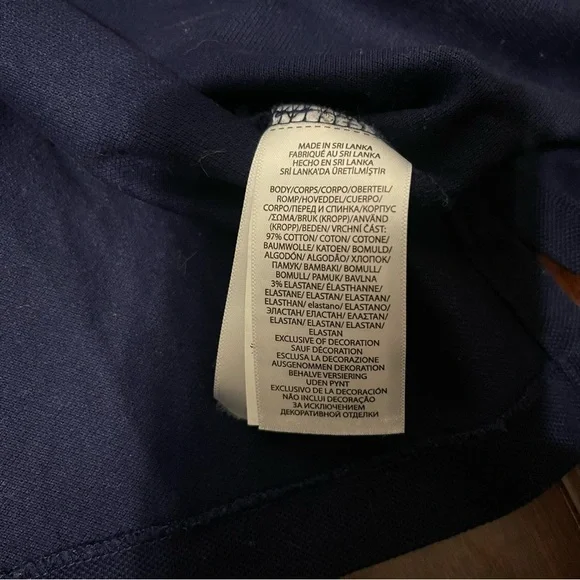 MADE IN SRI LANKA
FABRIQUÉ AU SRI LANKA
HECHO EN SRI LANKA
SRİ LANKA'DA ÜRETİLMİŞTİR
BODY/CORPS/CORPO/OBERTEIL/
ROMP/HOVEDDEL/CUERPO/
CORPO/ПЕРЕД И СПИНКА/КОРПУС
/ΣΩΜΑ/BRUK (KROPP)/ANVÄND
(KROPP)/BEDEN/ VRCHNÍ ČÁST:
97% COTTON/ COTON/ COTONE/
BAUMWOLLE/ KATOEN/ BOMULD/
ALGODÓN/ ALGODÃO/ ХЛОПОК/
ПАМУК/ BAMBAKI/ BOMULL/
BOMULL/ PAMUK/ BAVLNA
3% ELASTANE/ ÉLASTHANNE/
ELASTANE/ ELASTAN/ ELASTAAN/
ELASTHAN/ elastano/ ELASTANO/
ЭЛАСТАН/ ЕЛАСТАН/ ΕΛΑΣΤΑΝ/
ELASTAN/ ELASTAN/ ELASTAN/
ELASTAN
EXCLUSIVE OF DECORATION
SAUF DÉCORATION
ESCLUSA LA DECORAZIONE
AUSGENOMMEN DEKORATION
BEHALVE VERSIERING
UDEN PYNT
EXCLUSIVO DE LA DECORACIÓN
NÃO INCLUI DECORAÇÃO
ЗА ИСКЛЮЧЕНИЕМ
ДЕКОРАТИВНОЙ ОТДЕЛКИ